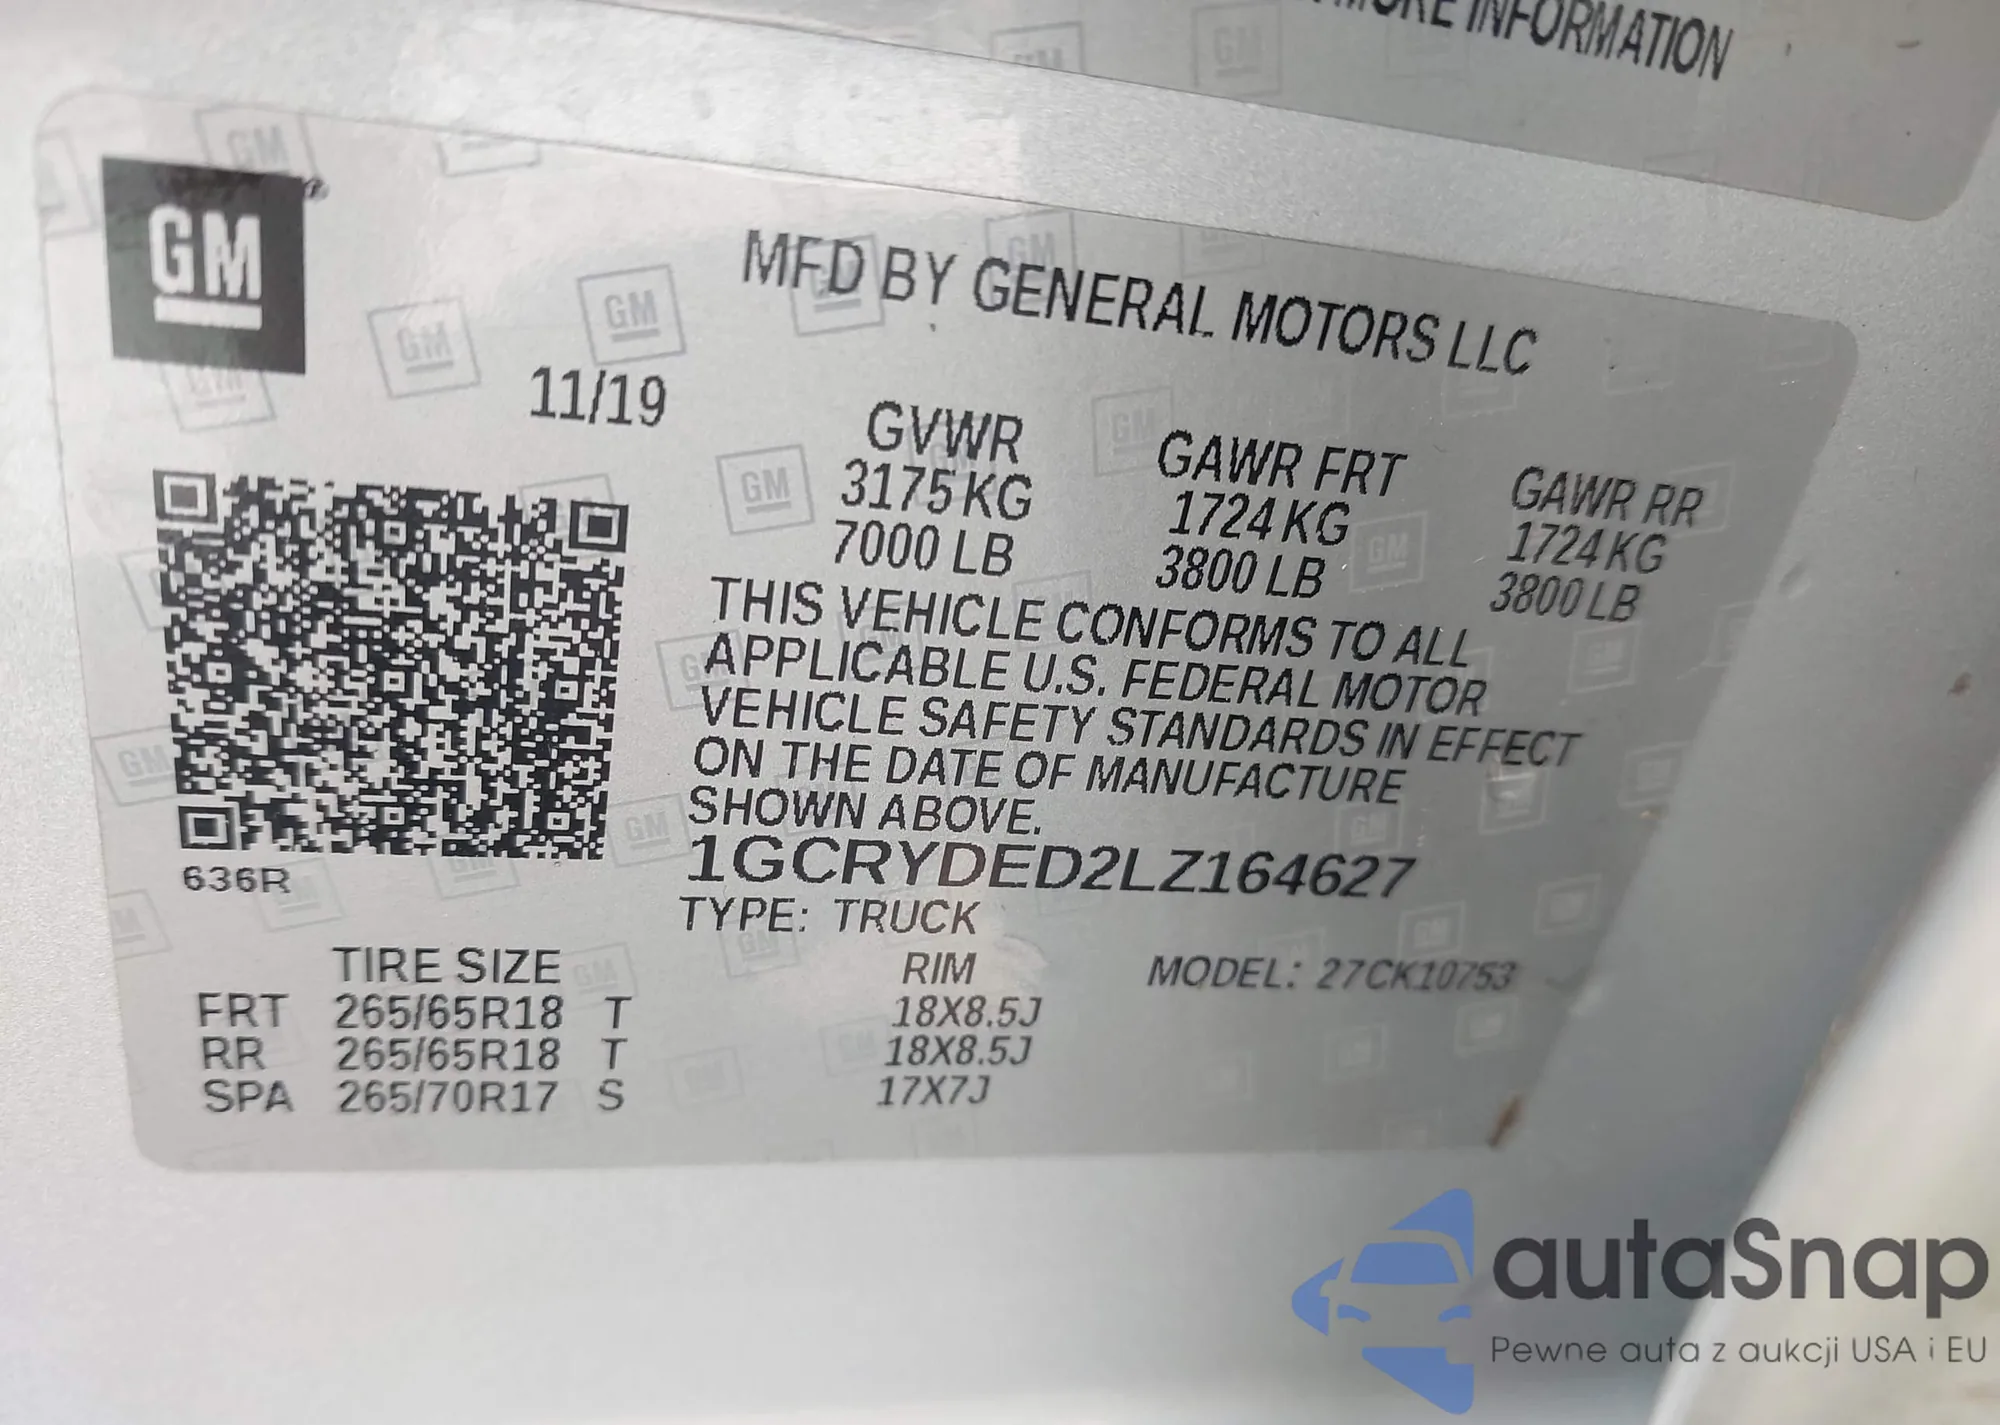 MORE INFORMATION
GM
MFD BY GENERAL MOTORS LLC
11/19
GVWR GAWR FRT GAWR RR
3175 KG 1724 KG 1724 KG
7000 LB 3800 LB 3800 LB
THIS VEHICLE CONFORMS TO ALL
APPLICABLE U.S. FEDERAL MOTOR
VEHICLE SAFETY STANDARDS IN EFFECT
ON THE DATE OF MANUFACTURE
SHOWN ABOVE.
1GCRYDED2LZ164627
636R
TYPE: TRUCK
TIRE SIZE RIM MODEL: 27CK10753
FRT 265/65R18 T 18X8.5J
RR 265/65R18 T 18X8.5J
SPA 265/70R17 S 17X7J
autaSnap
Pewne auta z aukcji USA i EU